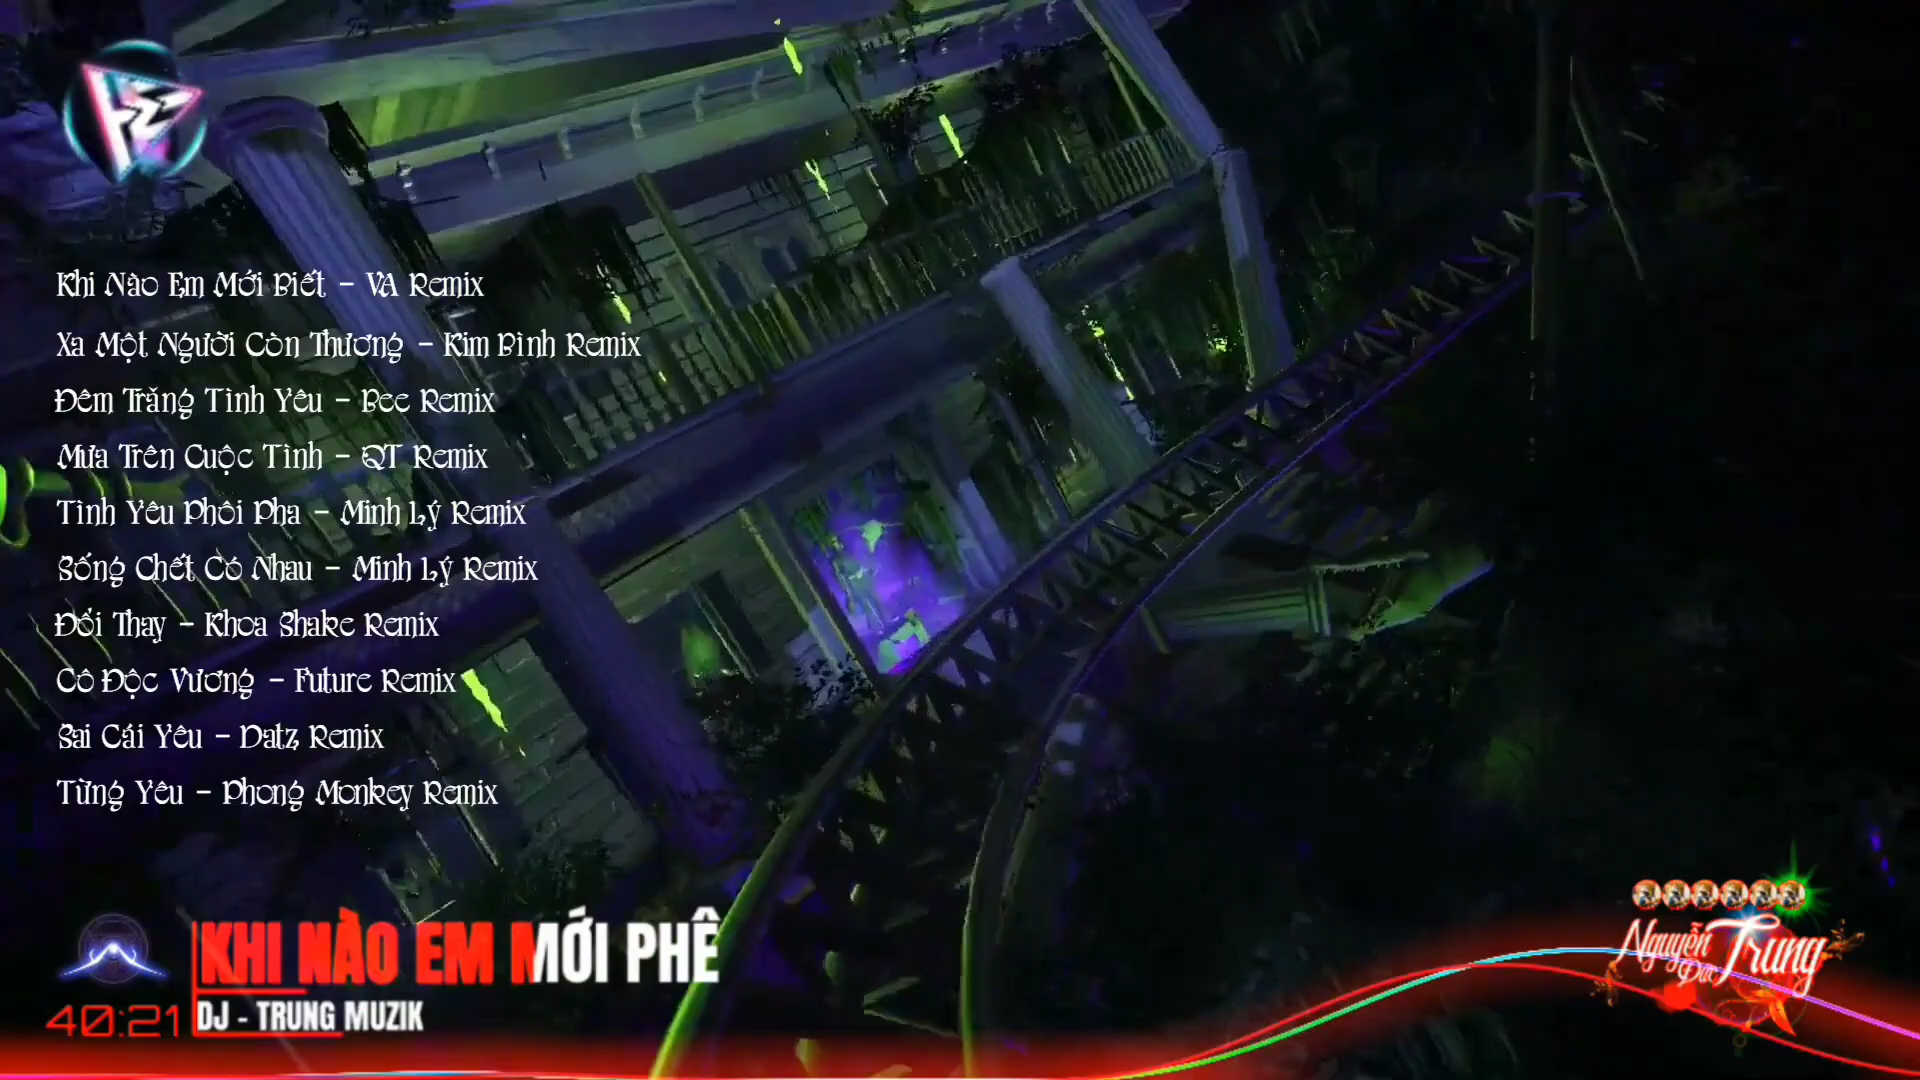 Khi Nào Em Mới Biết - VA Remix
Xa Một Người Còn Thương - Kim Bình Remix
Đêm Trắng Tình Yêu - Bee Remix
Mưa Trên Cuộc Tình - QT Remix
Tình Yêu Phôi Pha - Minh Lý Remix
Sống Chết Có Nhau - Minh Lý Remix
Đổi Thay - Khoa Shake Remix
Cô Độc Vương - Future Remix
Sai Cái Yêu - Datz Remix
Từng Yêu - Phong Monkey Remix
KHI NÀO EM MỚI PHÊ
DJ - TRUNG MUZIK
40:21
Nguyễn Đức Trung